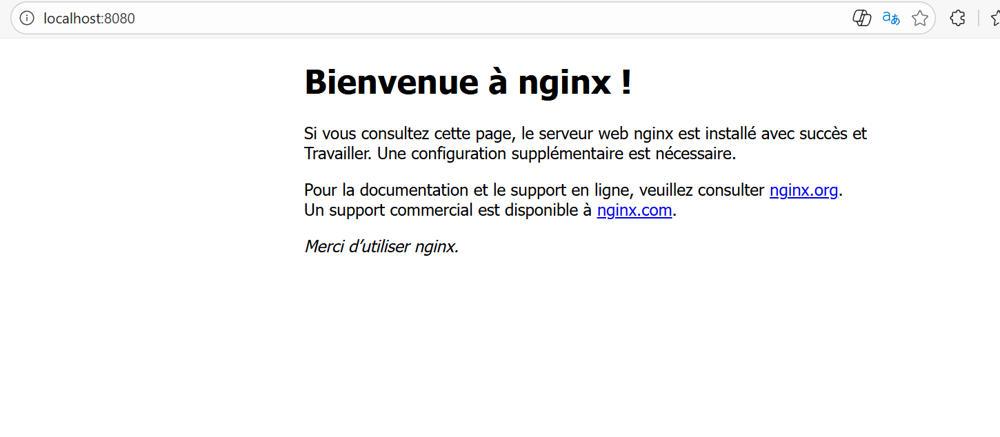 localhost:8080
Bienvenue à nginx !
Si vous consultez cette page, le serveur web nginx est installé avec succès et
Travailler. Une configuration supplémentaire est nécessaire.
Pour la documentation et le support en ligne, veuillez consulter nginx.org.
Un support commercial est disponible à nginx.com.
Merci d’utiliser nginx.